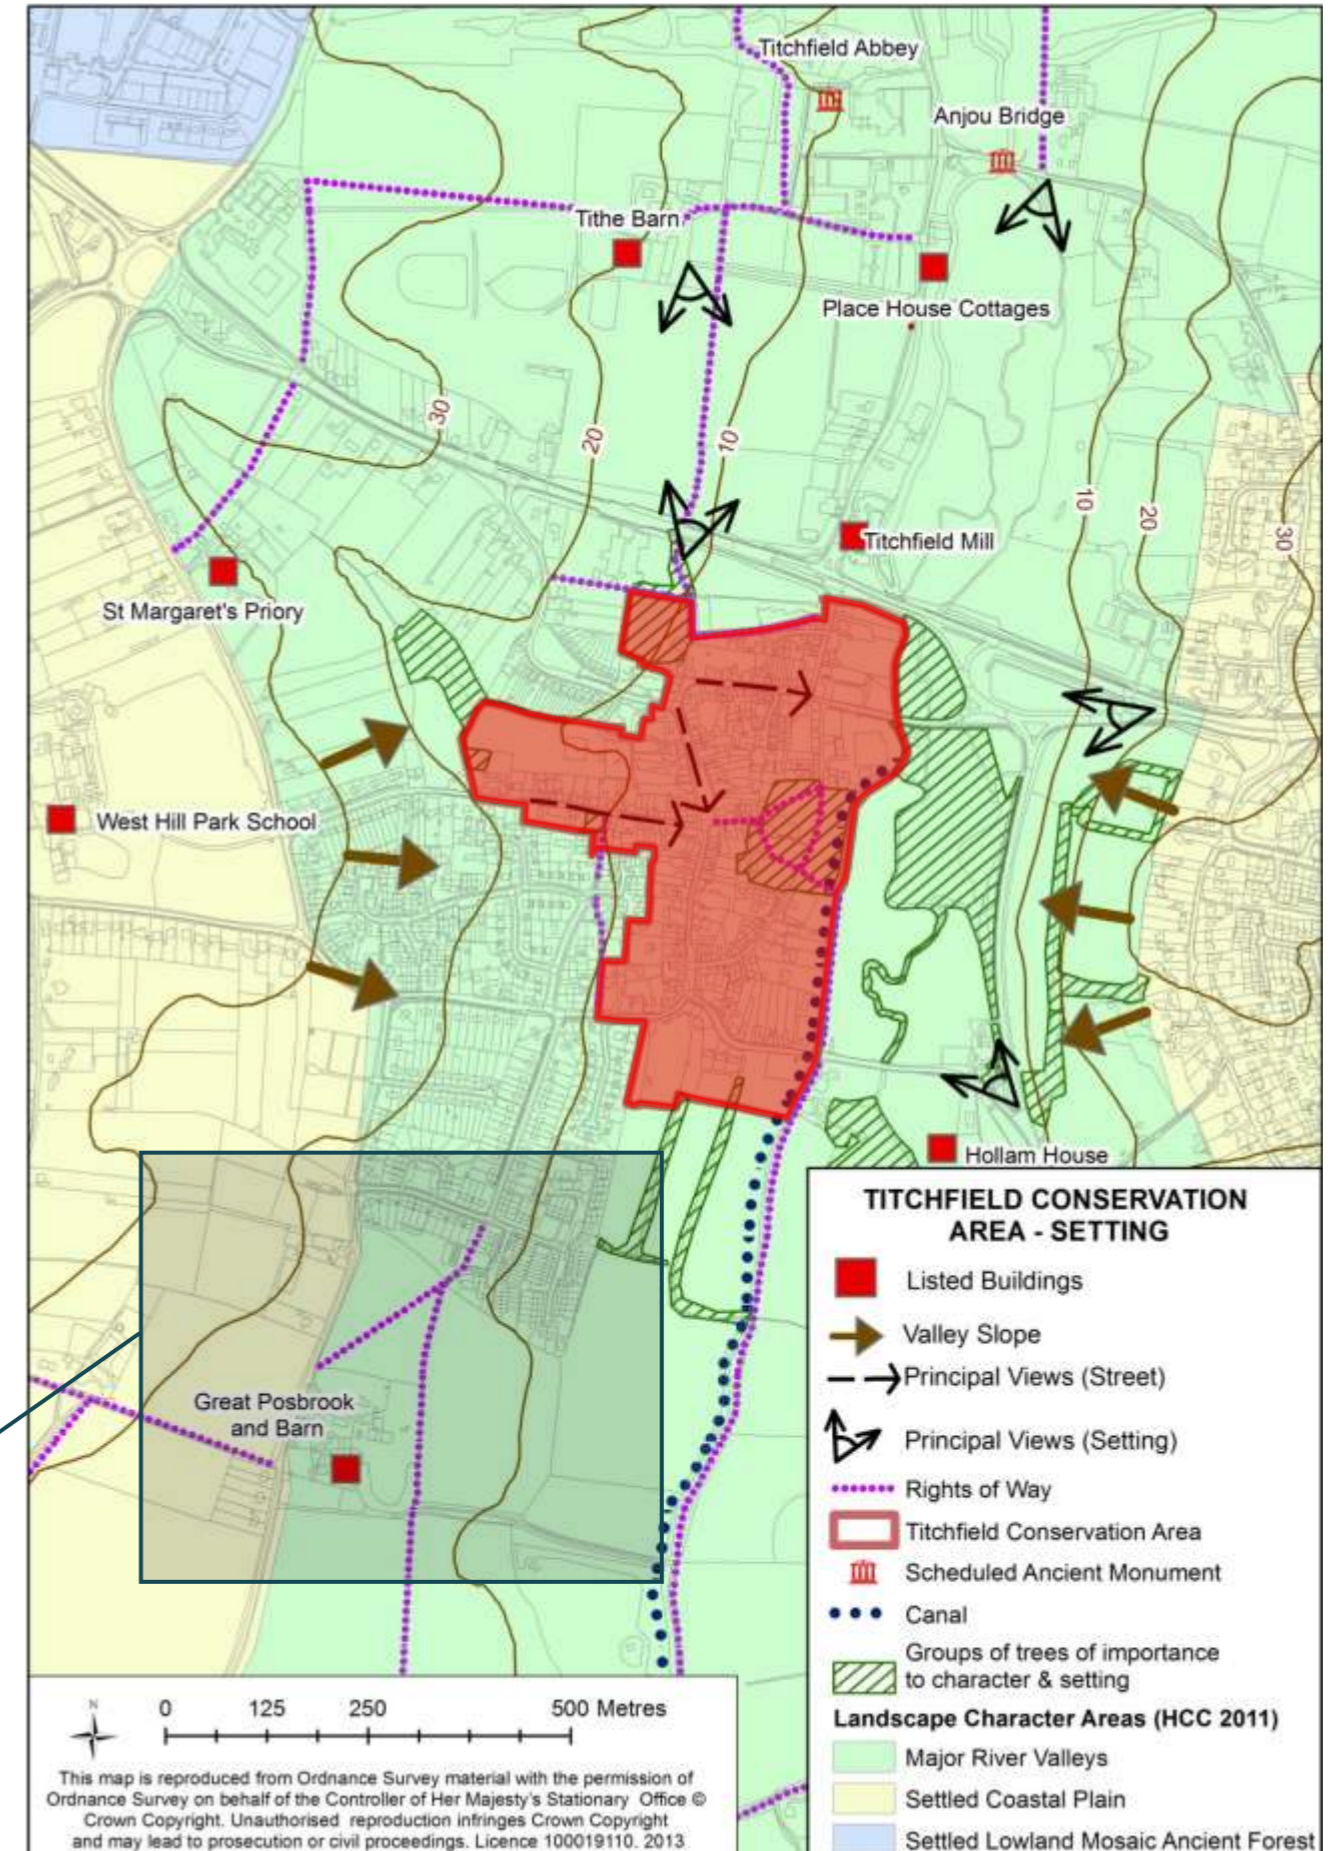 Titchfield Abbey
Anjou Bridge
Tithe Barn
Place House Cottages
30
20
10
10
20
30
Titchfield Mill
St Margaret's Priory
West Hill Park School
Hollam House
Great Posbrook
and Barn
TITCHFIELD CONSERVATION
AREA - SETTING
Listed Buildings
Valley Slope
Principal Views (Street)
Principal Views (Setting)
Rights of Way
Titchfield Conservation Area
Scheduled Ancient Monument
Canal
Groups of trees of importance
to character & setting
Landscape Character Areas (HCC 2011)
Major River Valleys
Settled Coastal Plain
Settled Lowland Mosaic Ancient Forest
N
0 125 250 500 Metres
This map is reproduced from Ordnance Survey material with the permission of
Ordnance Survey on behalf of the Controller of Her Majesty's Stationary Office ©
Crown Copyright. Unauthorised reproduction infringes Crown Copyright
and may lead to prosecution or civil proceedings. Licence 100019110. 2013